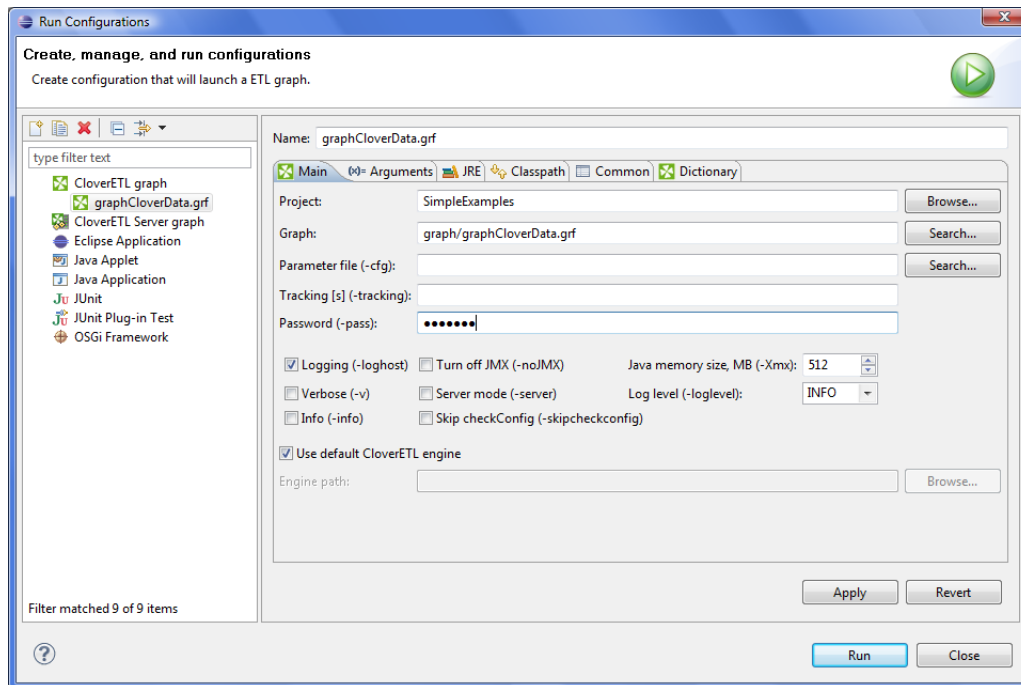 Run Configurations
Create, manage, and run configurations
Create configuration that will launch a ETL graph.
type filter text
CloverETL graph
graphCloverData.grf
CloverETL Server graph
Eclipse Application
Java Applet
Java Application
JUnit
JUnit Plug-in Test
OSGi Framework
Filter matched 9 of 9 items
Name: graphCloverData.grf
Main (x)= Arguments JRE Classpath Common Dictionary
Project: SimpleExamples Browse...
Graph: graph/graphCloverData.grf Search...
Parameter file (-cfg): Search...
Tracking [s] (-tracking):
Password (-pass): •••••••
Logging (-loghost) Turn off JMX (-noJMX) Java memory size, MB (-Xmx): 512
Verbose (-v) Server mode (-server) Log level (-loglevel): INFO
Info (-info) Skip checkConfig (-skipcheckconfig)
Use default CloverETL engine
Engine path: Browse...
Apply Revert
? Run Close